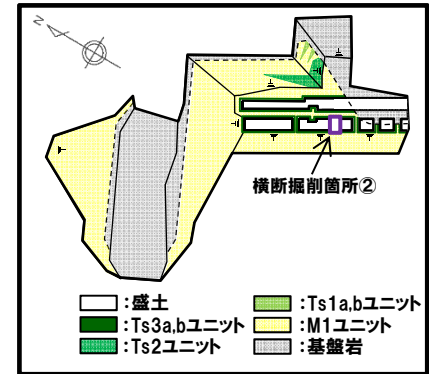 N
横断掘削箇所②
:盛土
:Ts1a,bユニット
:Ts3a,bユニット
:M1ユニット
:Ts2ユニット
:基盤岩